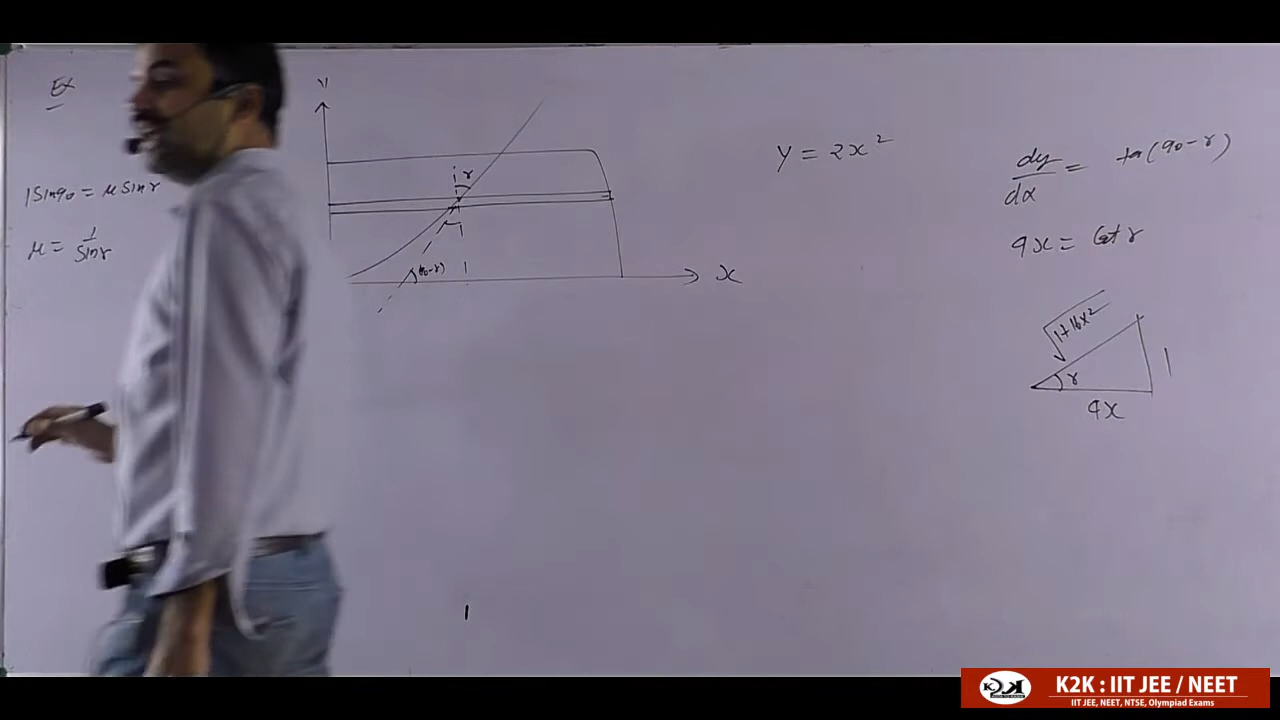 Ex
1 Sin 90 = μ Sin r
μ = 1/Sin r
r
(90-r)
x
y = 2x²
dy/dx = tan(90-r)
4x = Cot r
√1+16x²
r
1
4x
K2K : IIT JEE / NEET
IIT JEE, NEET, NTSE, Olympiad Exams